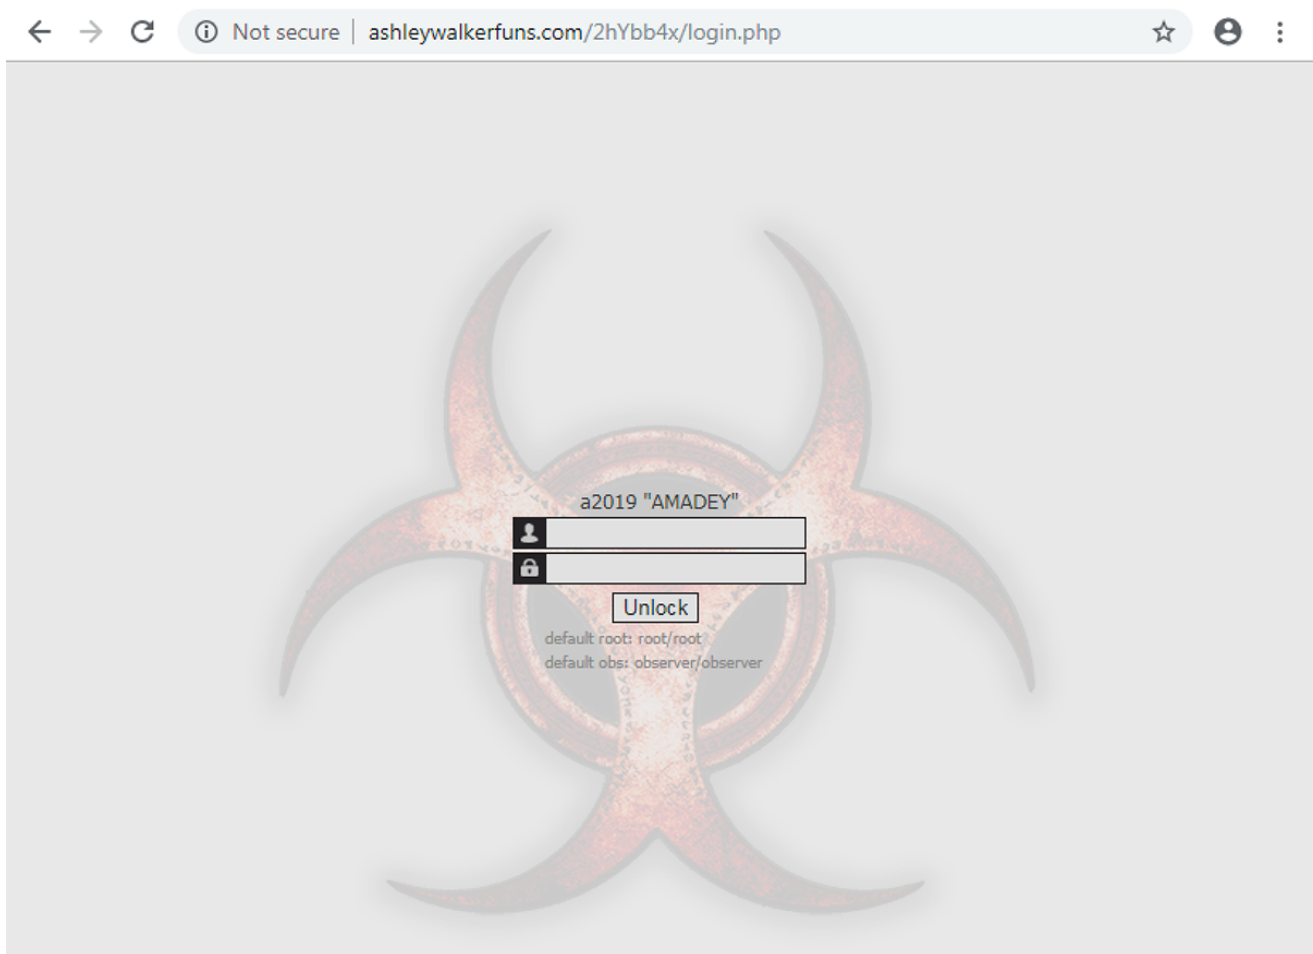 Not secure | ashleywalkerfuns.com/2hYbb4x/login.php
a2019 "AMADEY"
Unlock
default root: root/root
default obs: observer/observer